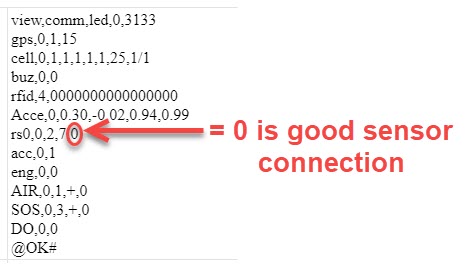 view,comm,led,0,3133
gps,0,1,15
cell,0,1,1,1,1,1,25,1/1
buz,0,0
rfid,4,0000000000000000
Acce,0,0.30,-0.02,0.94,0.99
rs0,0,2,7,0
= 0 is good sensor
connection
acc,0,1
eng,0,0
AIR,0,1,+,0
SOS,0,3,+,0
DO,0,0
@OK#